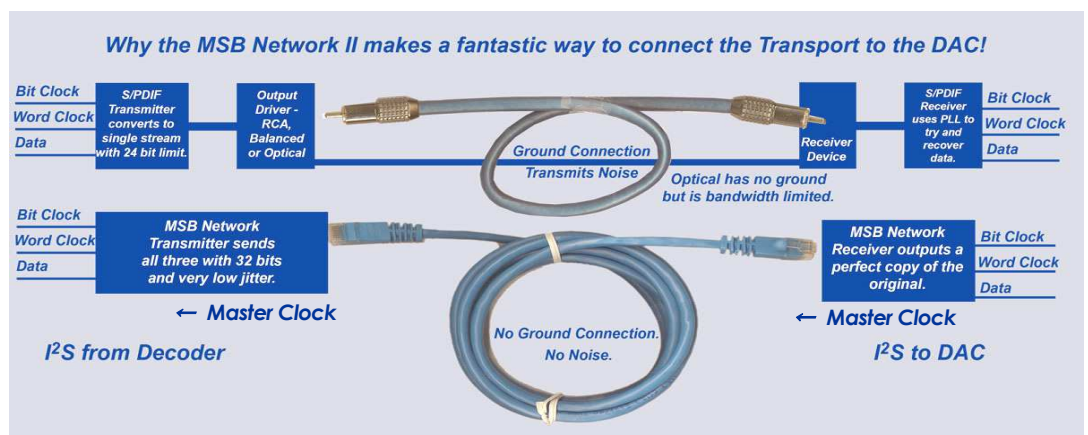 Why the MSB Network II makes a fantastic way to connect the Transport to the DAC!
Bit Clock
Word Clock
Data
S/PDIF
Transmitter
converts to
single stream
with 24 bit limit.
Output
Driver -
RCA,
Balanced
or Optical
Ground Connection
Transmits Noise
Optical has no ground
but is bandwidth limited.
Receiver
Device
S/PDIF
Receiver
uses PLL to
try and
recover
data.
Bit Clock
Word Clock
Data
Bit Clock
Word Clock
Data
MSB Network
Transmitter sends
all three with 32 bits
and very low jitter.
← Master Clock
I²S from Decoder
No Ground Connection.
No Noise.
MSB Network
Receiver outputs a
perfect copy of the
original.
Bit Clock
Word Clock
Data
← Master Clock
I²S to DAC